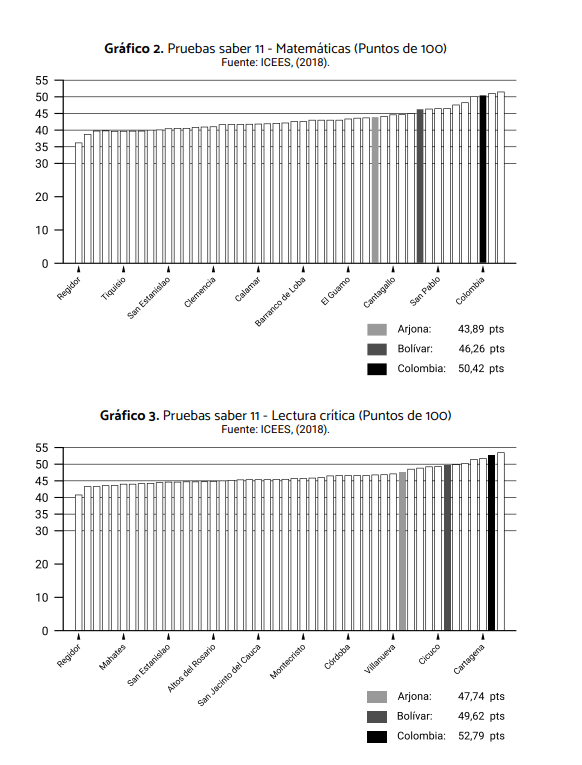 Gráfico 2. Pruebas saber 11 - Matemáticas (Puntos de 100)
Fuente: ICEES, (2018).
55
50
45
40
35
30
20
10
0
Regidor
Tiquisio
San Estanislao
Clemencia
Calamar
Barranco de Loba
El Guamo
Cantagallo
San Pablo
Colombia
Arjona: 43,89 pts
Bolívar: 46,26 pts
Colombia: 50,42 pts
Gráfico 3. Pruebas saber 11 - Lectura crítica (Puntos de 100)
Fuente: ICEES, (2018).
55
50
45
40
35
30
20
10
0
Regidor
Mahates
San Estanislao
Altos del Rosario
San Jacinto del Cauca
Montecristo
Córdoba
Villanueva
Cicuco
Cartagena
Arjona: 47,74 pts
Bolívar: 49,62 pts
Colombia: 52,79 pts